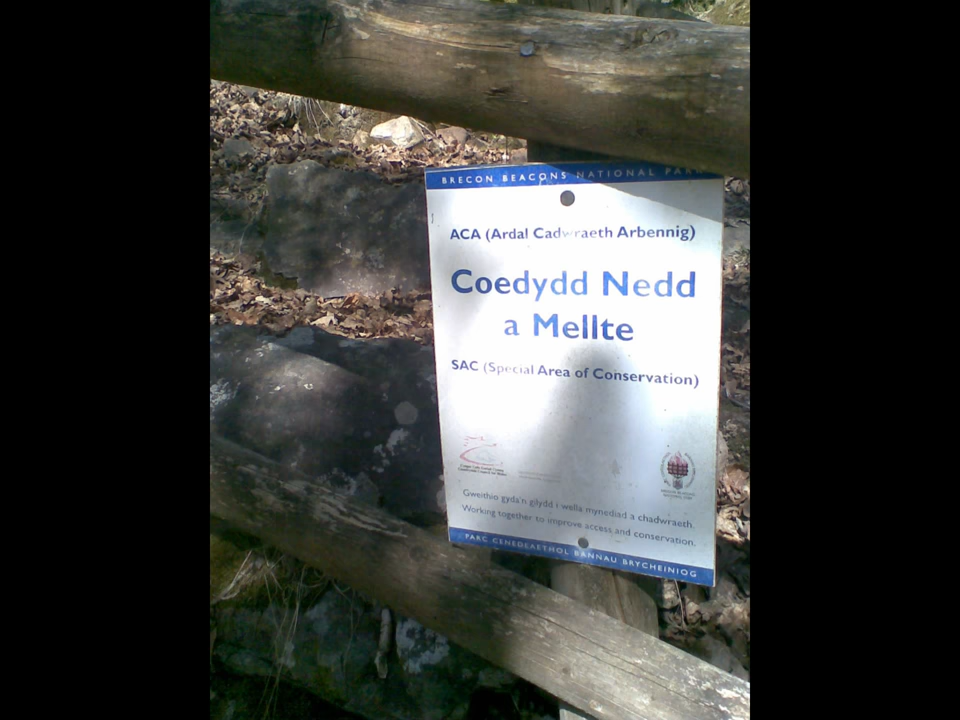 BRECON BEACONS NATIONAL PARK
ACA (Ardal Cadwraeth Arbennig)
Coedydd Nedd
a Mellte
SAC (Special Area of Conservation)
Gweithio gyda'n gilydd i wella mynediad a chadwraeth.
Working together to improve access and conservation.
PARC CENEDLAETHOL BANNAU BRYCHEINIOG